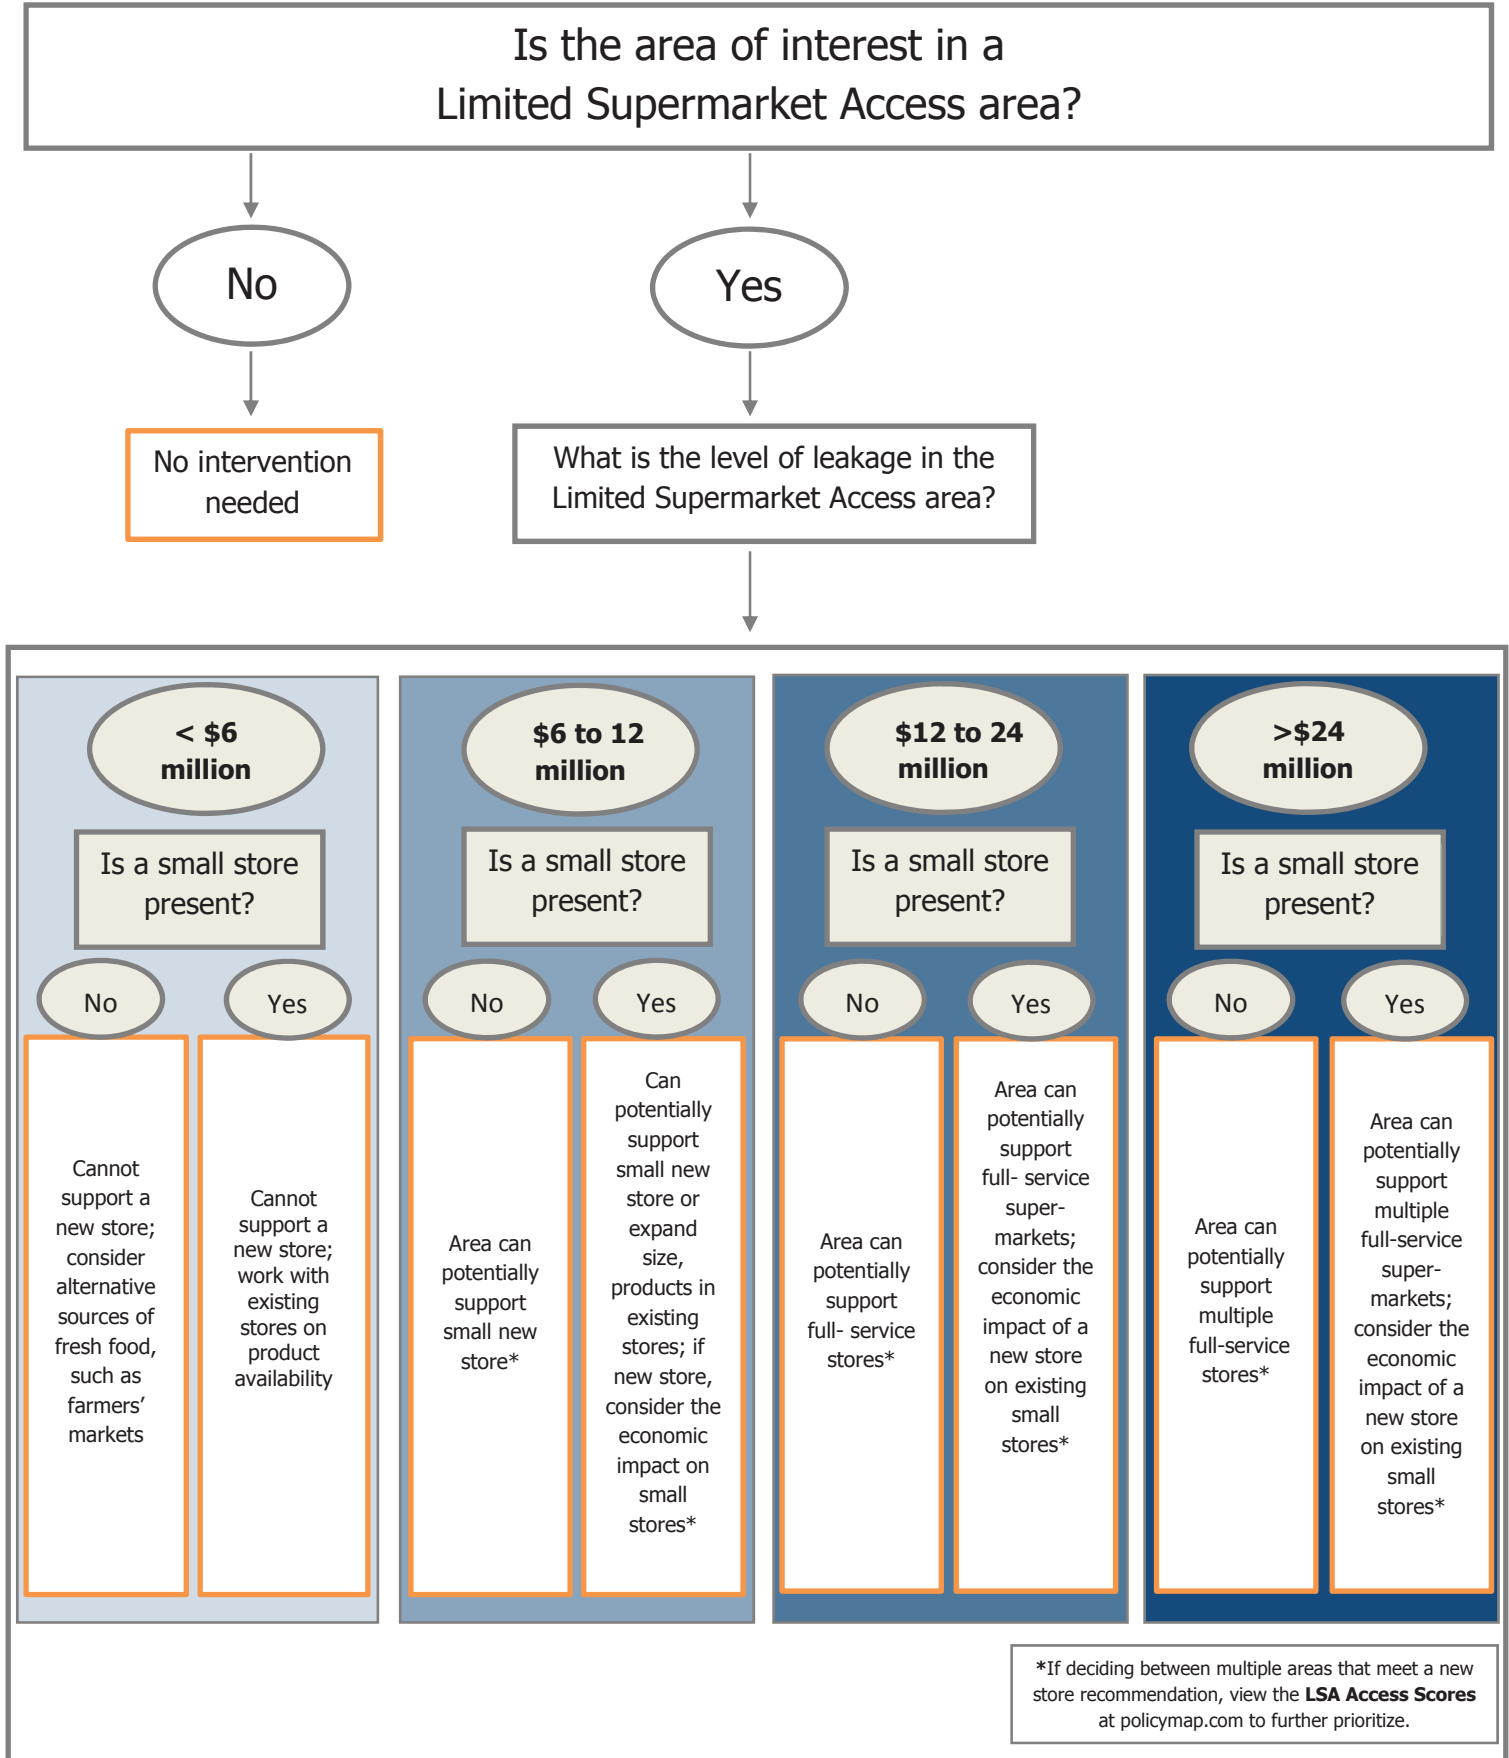 Is the area of interest in a
Limited Supermarket Access area?
No
Yes
No intervention
needed
What is the level of leakage in the
Limited Supermarket Access area?
< $6
million
Is a small store
present?
No
Yes
Cannot
support a
new store;
consider
alternative
sources of
fresh food,
such as
farmers’
markets
Cannot
support a
new store;
work with
existing
stores on
product
availability
$6 to 12
million
Is a small store
present?
No
Yes
Area can
potentially
support
small new
store*
Can
potentially
support
small new
store or
expand
size,
products in
existing
stores; if
new store,
consider the
economic
impact on
small
stores*
$12 to 24
million
Is a small store
present?
No
Yes
Area can
potentially
support
full- service
stores*
Area can
potentially
support
full- service
super-
markets;
consider the
economic
impact of a
new store
on existing
small
stores*
>$24
million
Is a small store
present?
No
Yes
Area can
potentially
support
multiple
full-service
stores*
Area can
potentially
support
multiple
full-service
super-
markets;
consider the
economic
impact of a
new store
on existing
small
stores*
*If deciding between multiple areas that meet a new
store recommendation, view the LSA Access Scores
at policymap.com to further prioritize.